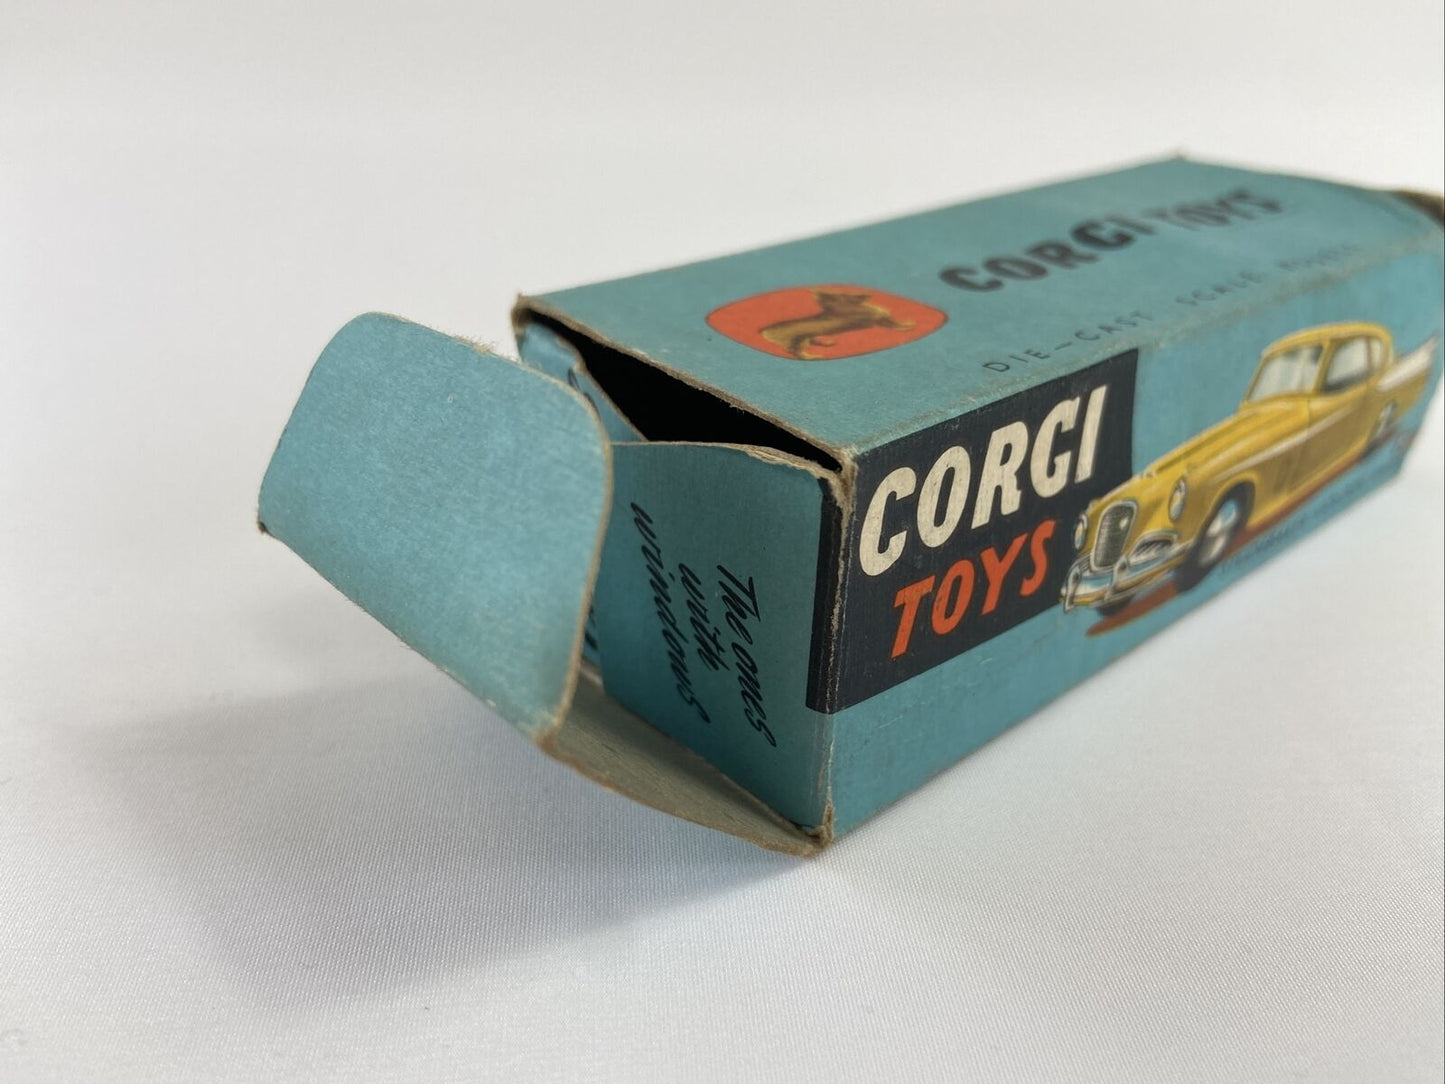 CORGI TOYS
DIE-CAST SCALE MODELS
CORGI
TOYS
The ones
with
windows